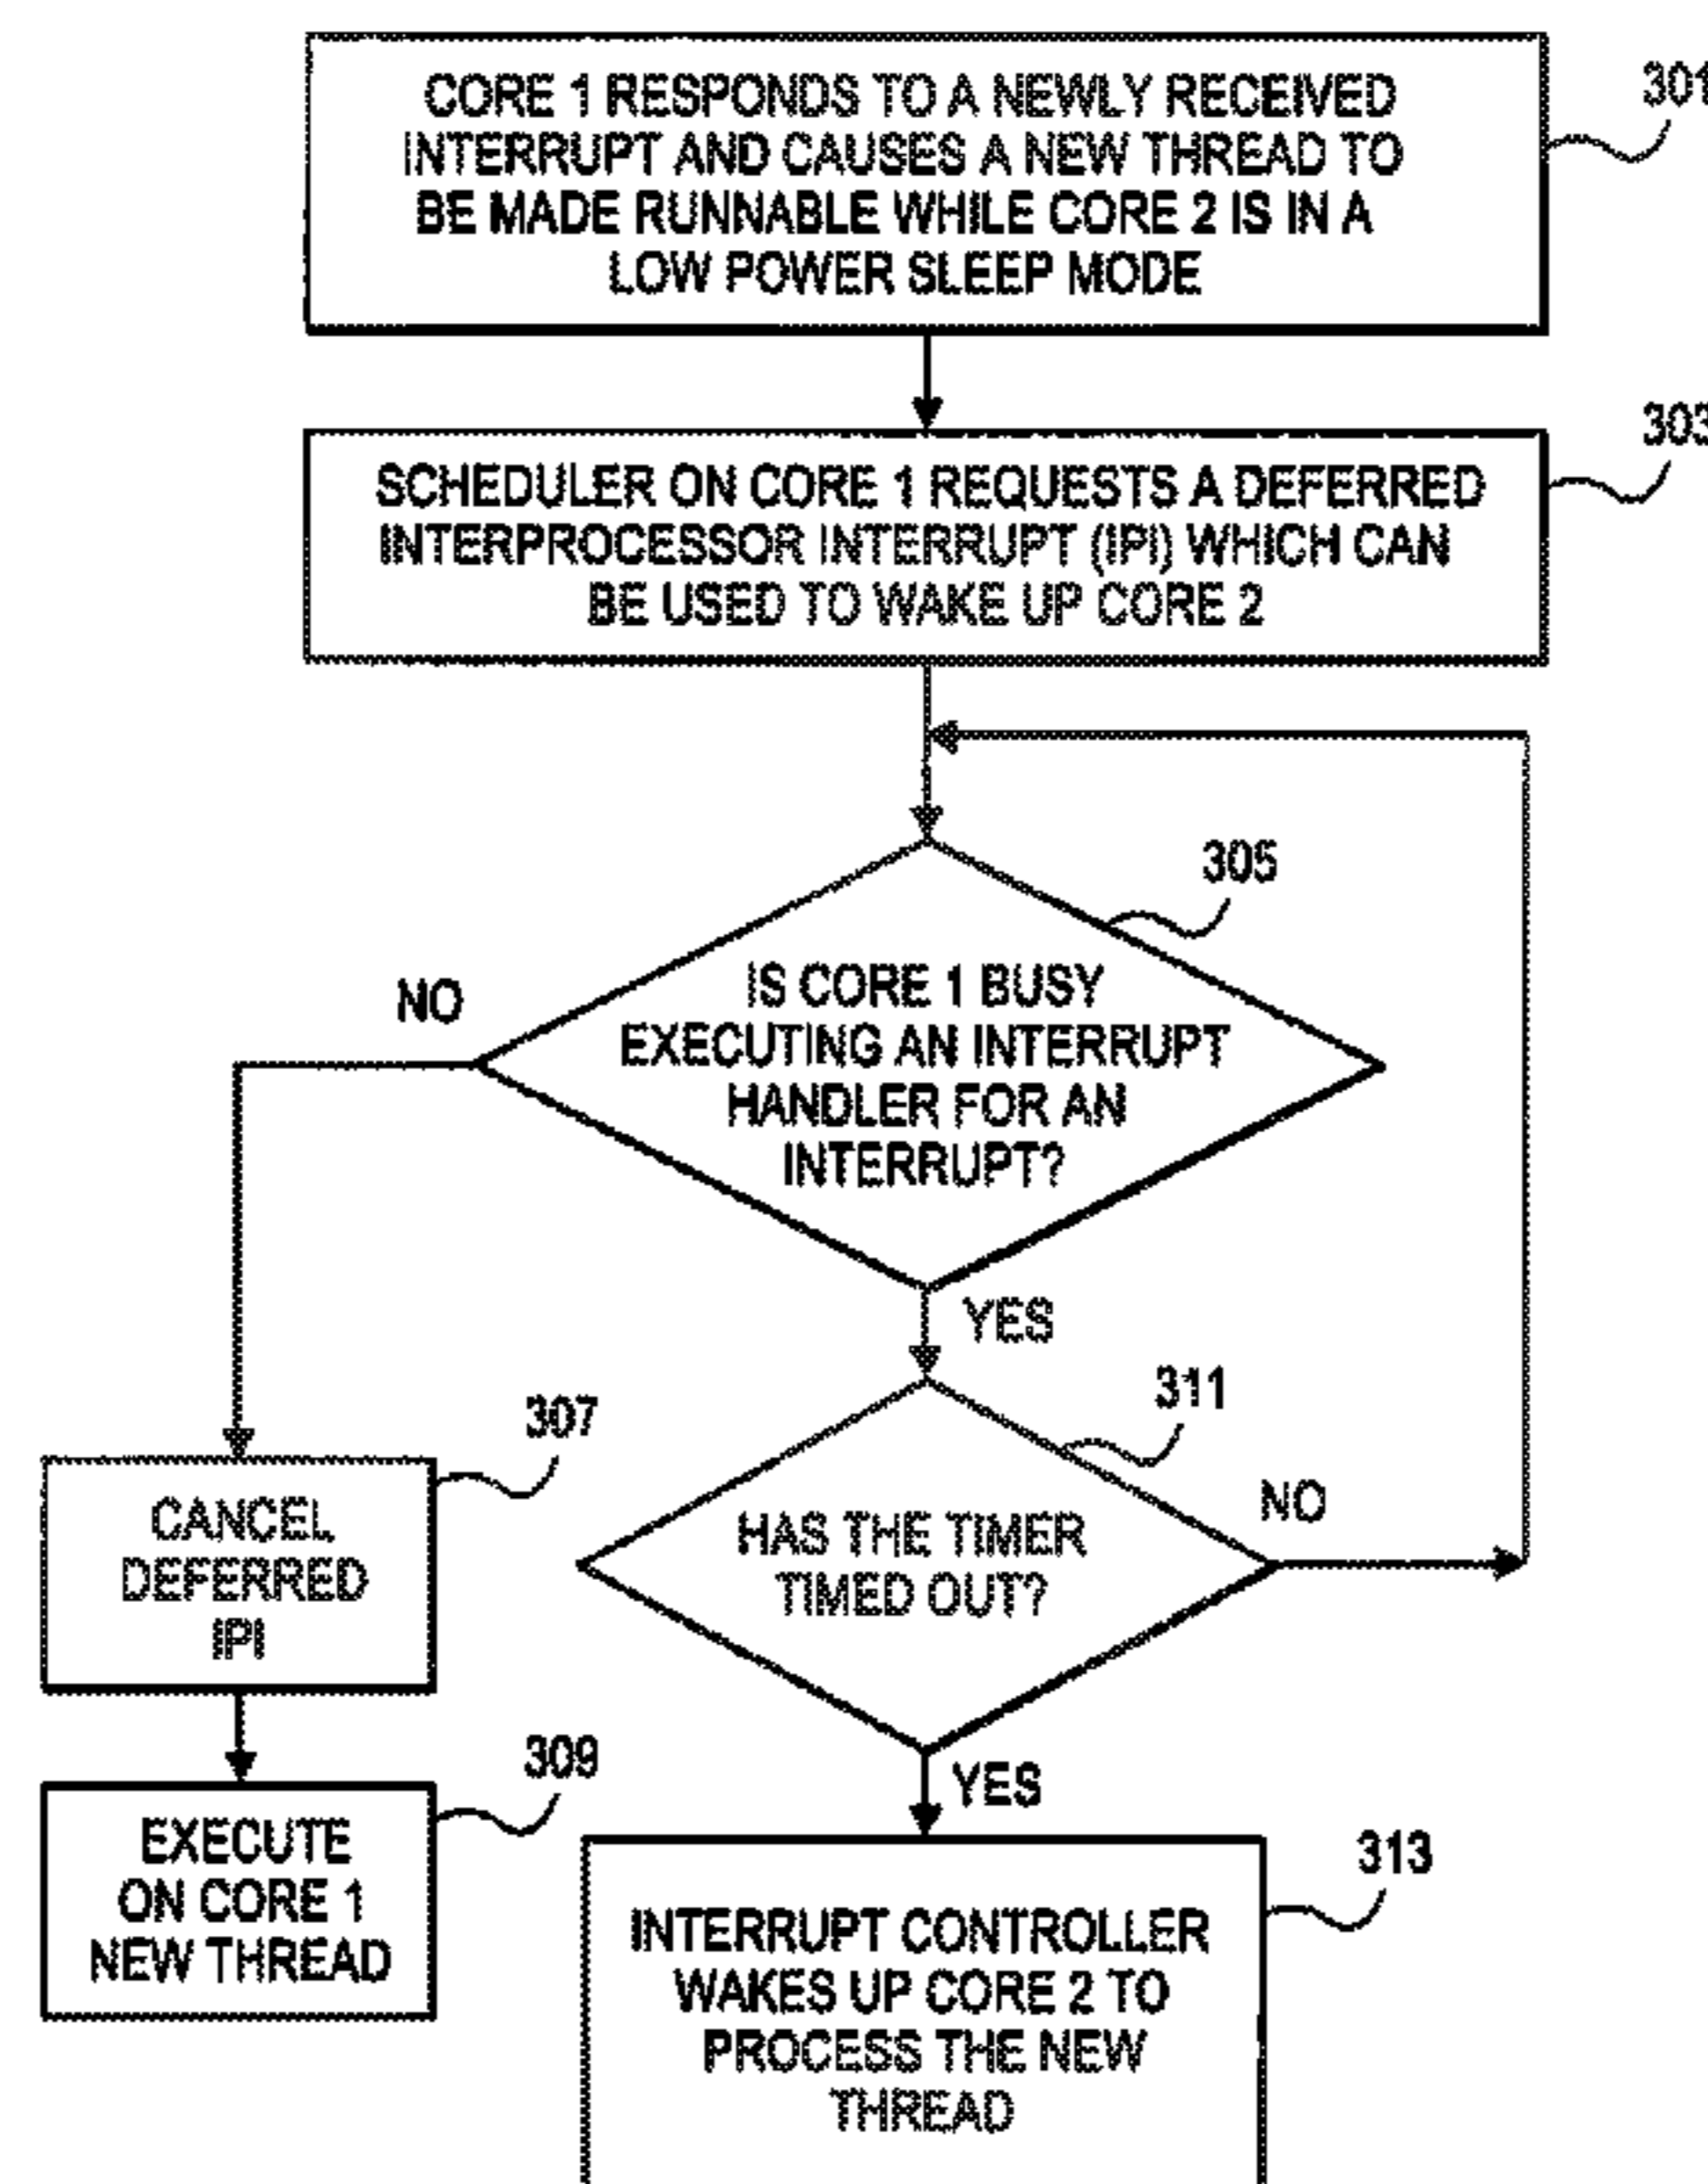 CORE 1 RESPONDS TO A NEWLY RECEIVED
INTERRUPT AND CAUSES A NEW THREAD TO
BE MADE RUNNABLE WHILE CORE 2 IS IN A
LOW POWER SLEEP MODE
301
SCHEDULER ON CORE 1 REQUESTS A DEFERRED
INTERPROCESSOR INTERRUPT (IPI) WHICH CAN
BE USED TO WAKE UP CORE 2
303
305
IS CORE 1 BUSY
EXECUTING AN INTERRUPT
HANDLER FOR AN
INTERRUPT?
NO
YES
307
CANCEL
DEFERRED
IPI
311
HAS THE TIMER
TIMED OUT?
NO
YES
309
EXECUTE
ON CORE 1
NEW THREAD
313
INTERRUPT CONTROLLER
WAKES UP CORE 2 TO
PROCESS THE NEW
THREAD